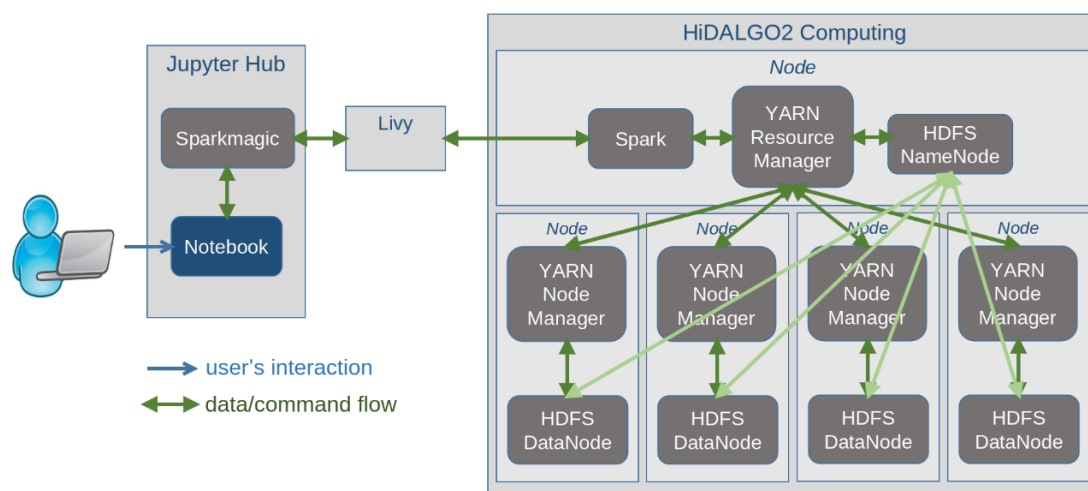 HiDALGO2 Computing
Jupyter Hub
Node
Sparkmagic
Livy
Spark
YARN
Resource
Manager
HDFS
NameNode
Notebook
Node
Node
Node
Node
YARN
Node
Manager
YARN
Node
Manager
YARN
Node
Manager
YARN
Node
Manager
user's interaction
data/command flow
HDFS
DataNode
HDFS
DataNode
HDFS
DataNode
HDFS
DataNode